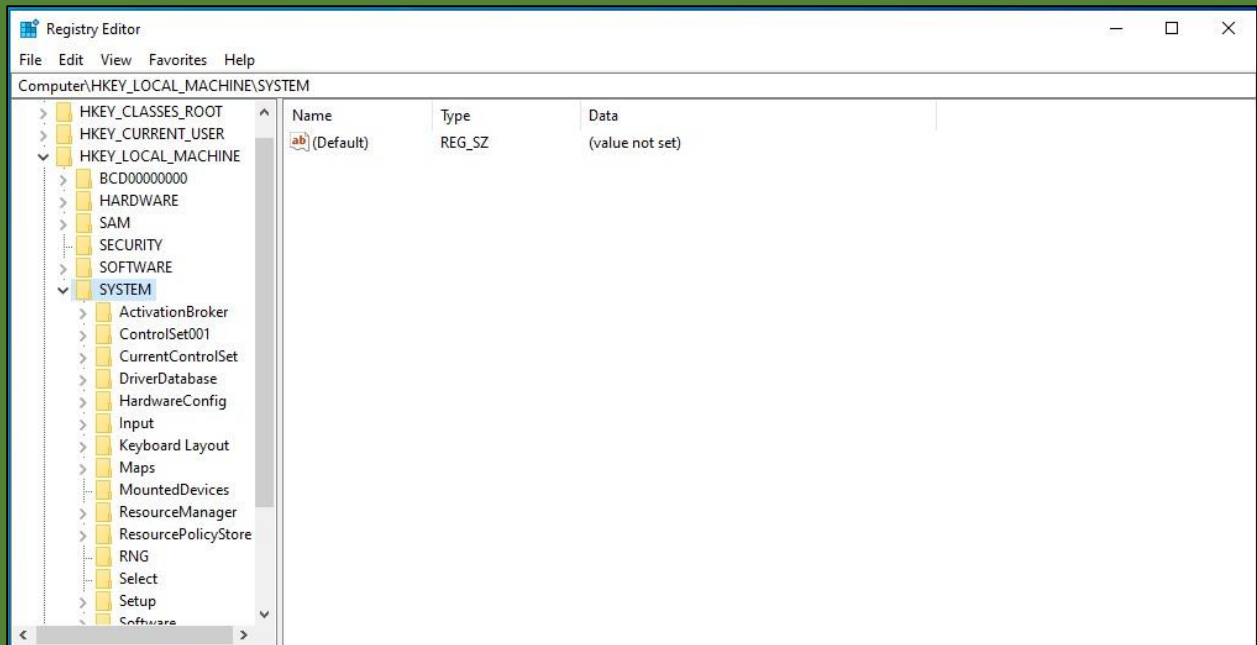 Registry Editor
File Edit View Favorites Help
Computer\HKEY_LOCAL_MACHINE\SYSTEM
HKEY_CLASSES_ROOT
HKEY_CURRENT_USER
HKEY_LOCAL_MACHINE
BCD00000000
HARDWARE
SAM
SECURITY
SOFTWARE
SYSTEM
ActivationBroker
ControlSet001
CurrentControlSet
DriverDatabase
HardwareConfig
Input
Keyboard Layout
Maps
MountedDevices
ResourceManager
ResourcePolicyStore
RNG
Select
Setup
Software
Name Type Data
ab (Default) REG_SZ (value not set)